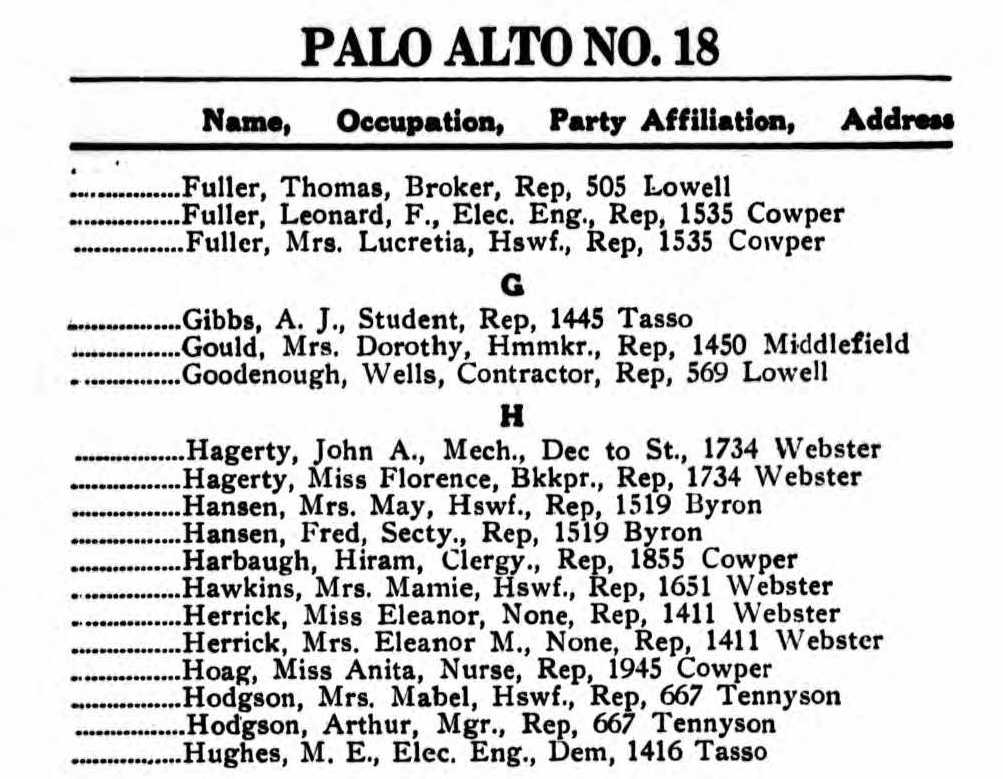 PALO ALTO NO. 18
Name, Occupation, Party Affiliation, Address
..................Fuller, Thomas, Broker, Rep, 505 Lowell
..................Fuller, Leonard, F., Elec. Eng., Rep, 1535 Cowper
..................Fuller, Mrs. Lucretia, Hswf., Rep, 1535 Cowper
G
..................Gibbs, A. J., Student, Rep, 1445 Tasso
..................Gould, Mrs. Dorothy, Hmmkr., Rep, 1450 Middlefield
..................Goodenough, Wells, Contractor, Rep, 569 Lowell
H
..................Hagerty, John A., Mech., Dec to St., 1734 Webster
..................Hagerty, Miss Florence, Bkkpr., Rep, 1734 Webster
..................Hansen, Mrs. May, Hswf., Rep, 1519 Byron
..................Hansen, Fred, Secty., Rep, 1519 Byron
..................Harbaugh, Hiram, Clergy., Rep, 1855 Cowper
..................Hawkins, Mrs. Mamie, Hswf., Rep, 1651 Webster
..................Herrick, Miss Eleanor, None, Rep, 1411 Webster
..................Herrick, Mrs. Eleanor M., None, Rep, 1411 Webster
..................Hoag, Miss Anita, Nurse, Rep, 1945 Cowper
..................Hodgson, Mrs. Mabel, Hswf., Rep, 667 Tennyson
..................Hodgson, Arthur, Mgr., Rep, 667 Tennyson
..................Hughes, M. E., Elec. Eng., Dem, 1416 Tasso